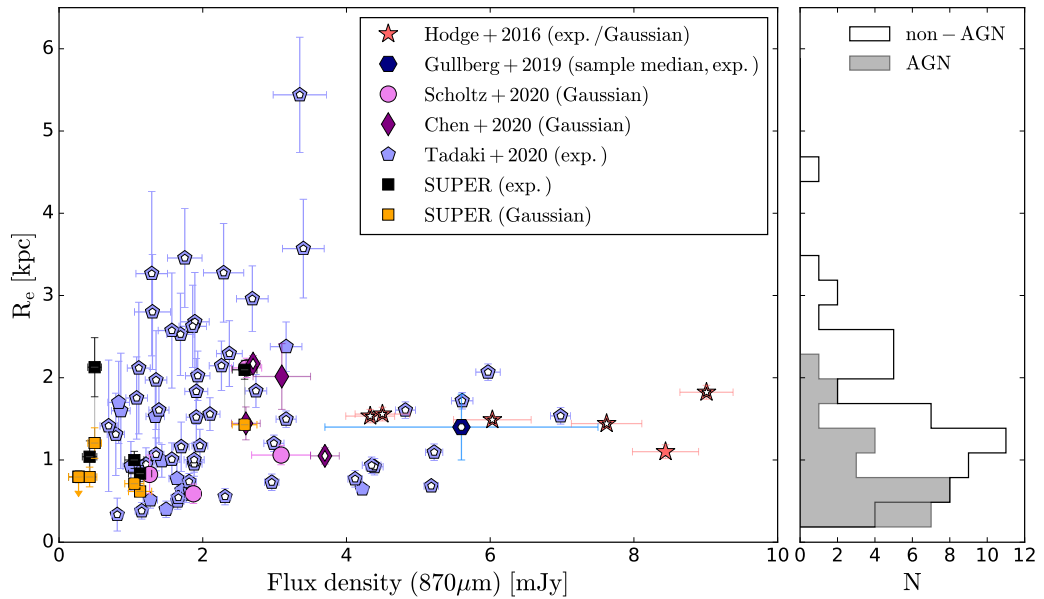 Hodge + 2016 (exp. /Gaussian)
Gullberg + 2019 (sample median, exp. )
Scholtz + 2020 (Gaussian)
Chen + 2020 (Gaussian)
Tadaki + 2020 (exp. )
SUPER (exp. )
SUPER (Gaussian)
non − AGN
AGN
6
5
4
3
2
1
0
R_e [kpc]
0 2 4 6 8 10
0 2 4 6 8 10 12
Flux density (870μm) [mJy]
N